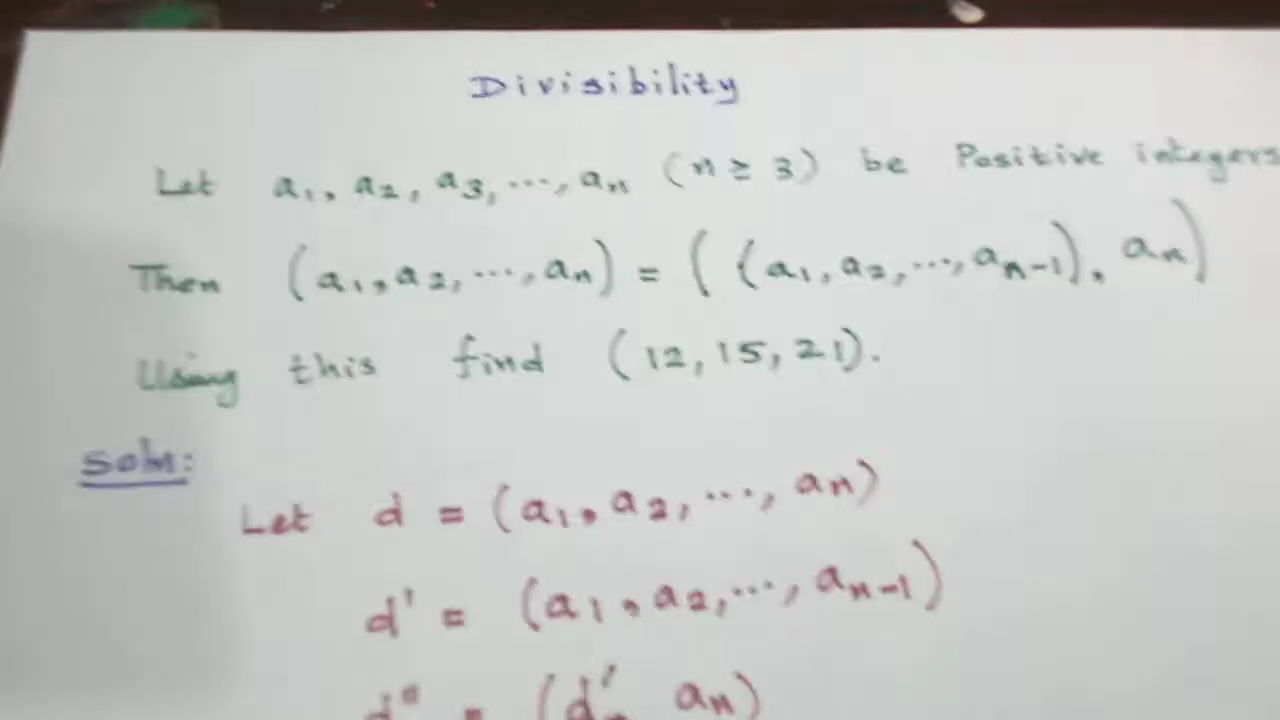 Divisibility
Let a₁, a₂, a₃, ..., aₙ (n ≥ 3) be Positive integers
Then (a₁, a₂, ..., aₙ) = ((a₁, a₂, ..., aₙ₋₁), aₙ)
Using this find (12, 15, 21).
Soln:
Let d = (a₁, a₂, ..., aₙ)
d' = (a₁, a₂, ..., aₙ₋₁)
d" = (d', aₙ)